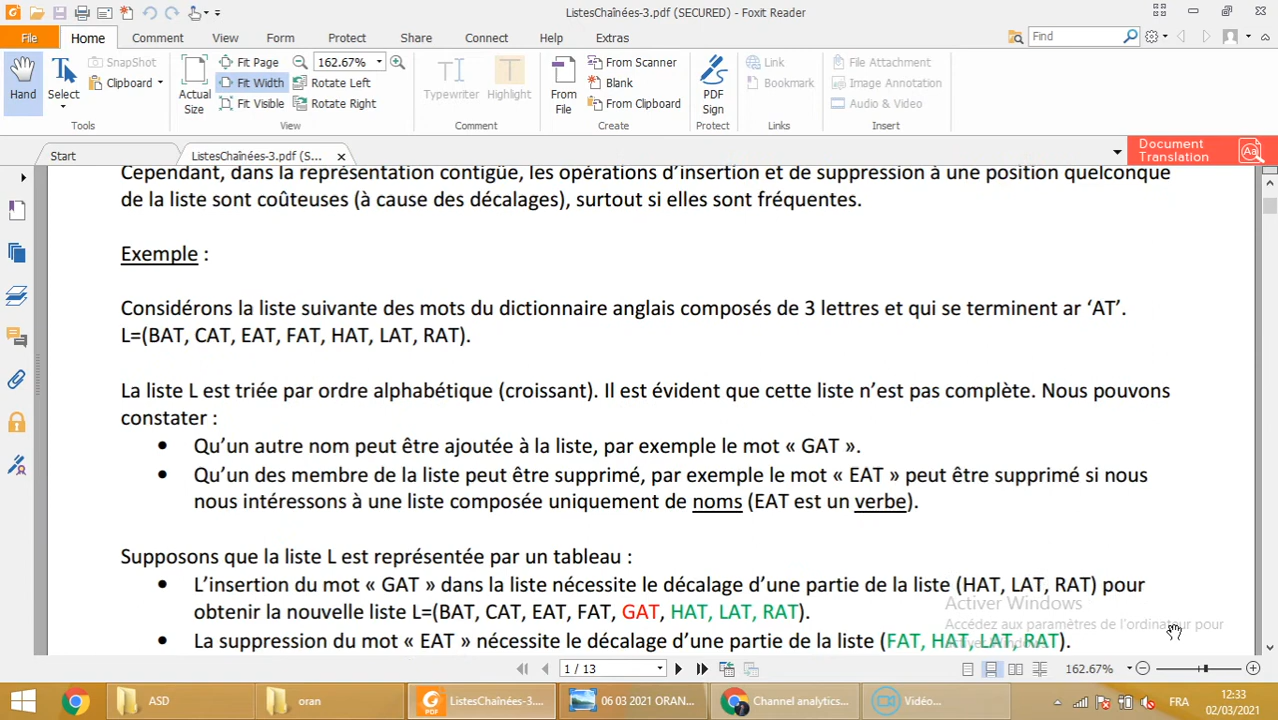 ListesChaînées-3.pdf (SECURED) - Foxit Reader
File Home Comment View Form Protect Share Connect Help Extras Find
Hand Select SnapShot Clipboard Actual Size Fit Page Fit Width Fit Visible 162.67% Rotate Left Rotate Right Typewriter Highlight From File From Scanner Blank From Clipboard PDF Sign Link Bookmark File Attachment Image Annotation Audio & Video
Tools View Comment Create Protect Links Insert
Start ListesChaînées-3.pdf (S... Document Translation
Cependant, dans la représentation contiguë, les opérations d’insertion et de suppression à une position quelconque
de la liste sont coûteuses (à cause des décalages), surtout si elles sont fréquentes.
Exemple :
Considérons la liste suivante des mots du dictionnaire anglais composés de 3 lettres et qui se terminent ar ‘AT’.
L=(BAT, CAT, EAT, FAT, HAT, LAT, RAT).
La liste L est triée par ordre alphabétique (croissant). Il est évident que cette liste n’est pas complète. Nous pouvons
constater :
• Qu’un autre nom peut être ajoutée à la liste, par exemple le mot « GAT ».
• Qu’un des membre de la liste peut être supprimé, par exemple le mot « EAT » peut être supprimé si nous
nous intéressons à une liste composée uniquement de noms (EAT est un verbe).
Supposons que la liste L est représentée par un tableau :
• L’insertion du mot « GAT » dans la liste nécessite le décalage d’une partie de la liste (HAT, LAT, RAT) pour
obtenir la nouvelle liste L=(BAT, CAT, EAT, FAT, GAT, HAT, LAT, RAT).
Activer Windows
Accédez aux paramètres de l'ordinateur pour
• La suppression du mot « EAT » nécessite le décalage d’une partie de la liste (FAT, HAT, LAT, RAT).
1 / 13 162.67%
ASD oran ListesChaînées-3.... 06 03 2021 ORAN... Channel analytics... Vidéo... FRA 12:33
02/03/2021